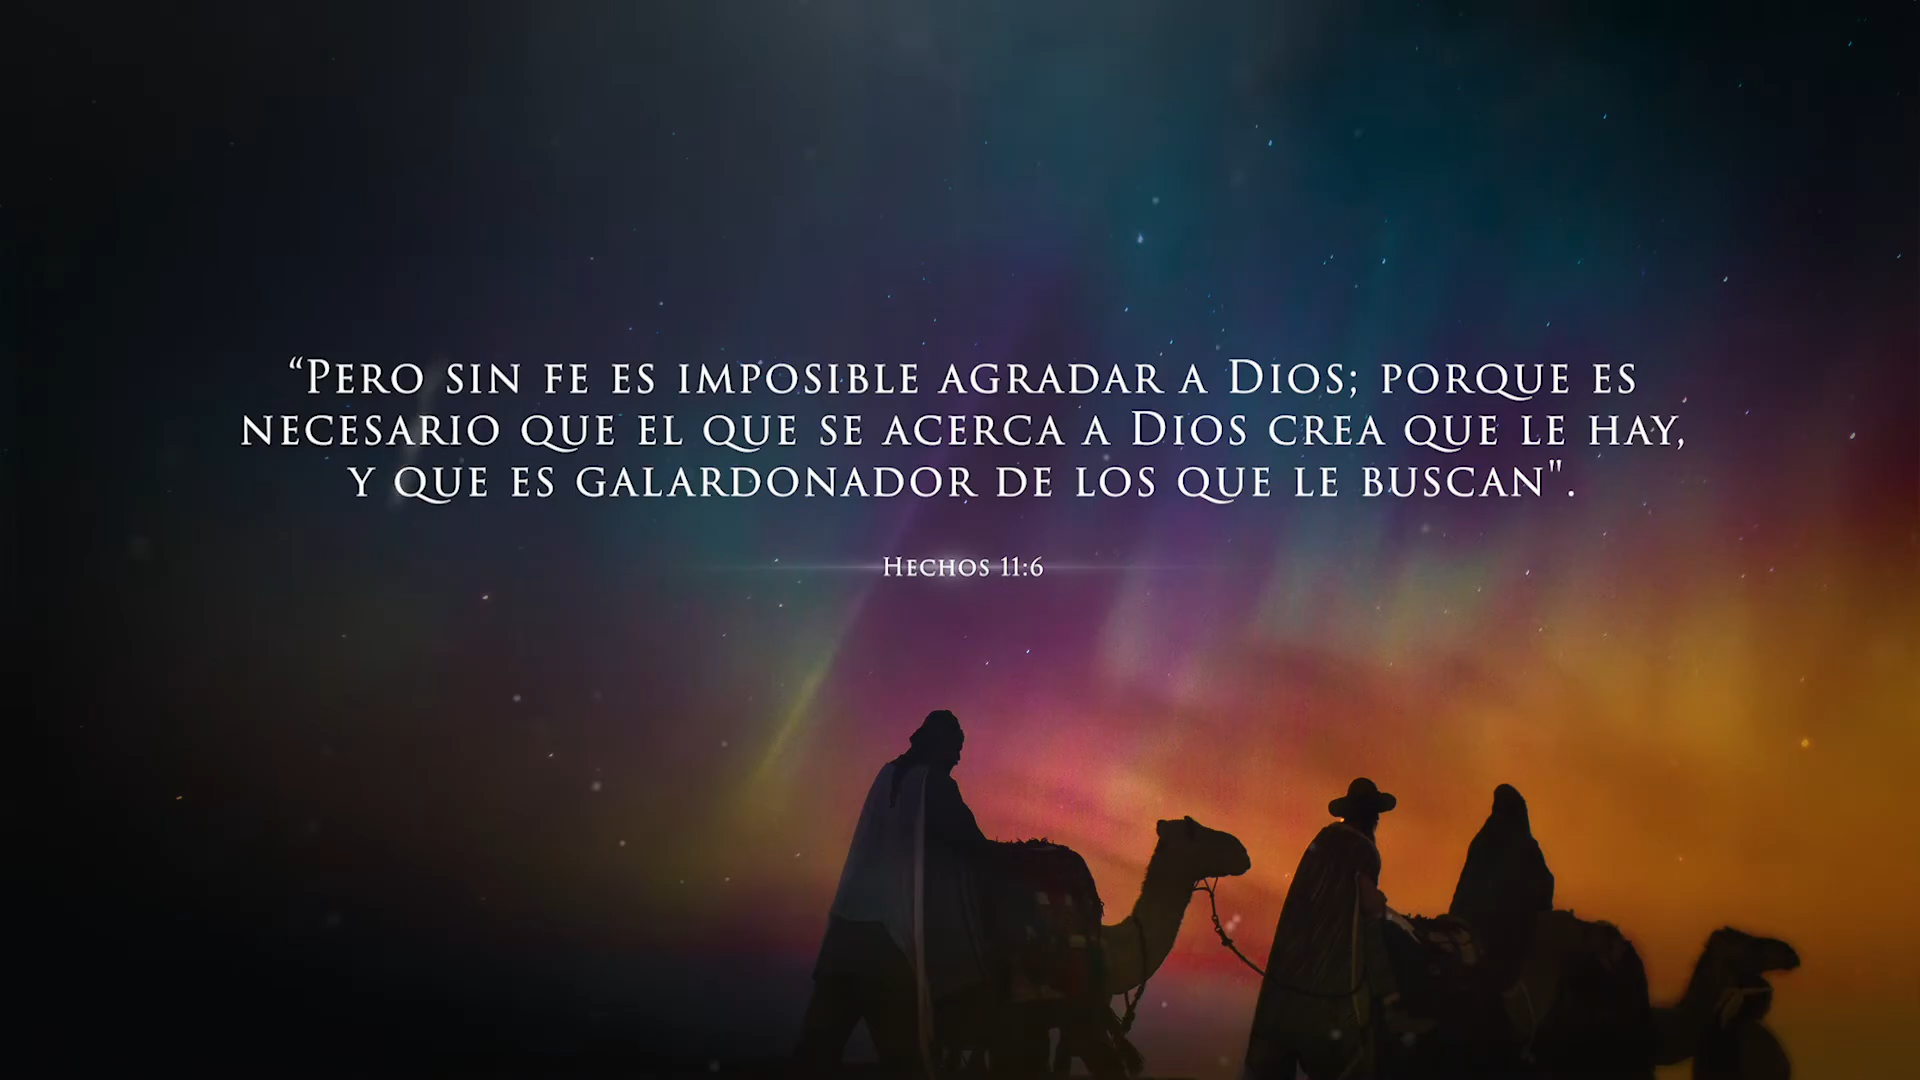 “Pero sin fe es imposible agradar a Dios; porque es
necesario que el que se acerca a Dios crea que le hay,
y que es galardonador de los que le buscan".
Hechos 11:6